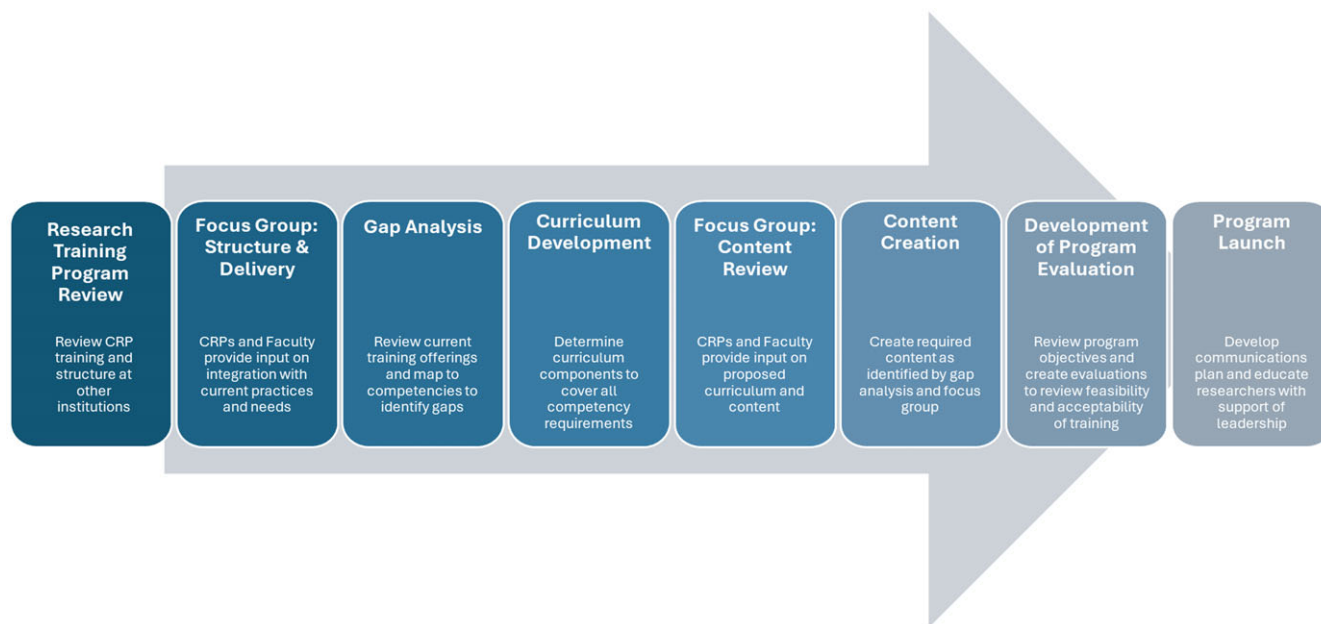 Research
Training
Program
Review
Review CRP
training and
structure at
other
institutions
Focus Group:
Structure &
Delivery
CRPs and Faculty
provide input on
integration with
current practices
and needs
Gap Analysis
Review current
training offerings
and map to
competencies to
identify gaps
Curriculum
Development
Determine
curriculum
components to
cover all
competency
requirements
Focus Group:
Content
Review
CRPs and Faculty
provide input on
proposed
curriculum and
content
Content
Creation
Create required
content as
identified by gap
analysis and focus
group
Development
of Program
Evaluation
Review program
objectives and
create evaluations
to review feasibility
and acceptability
of training
Program
Launch
Develop
communications
plan and educate
researchers with
support of
leadership